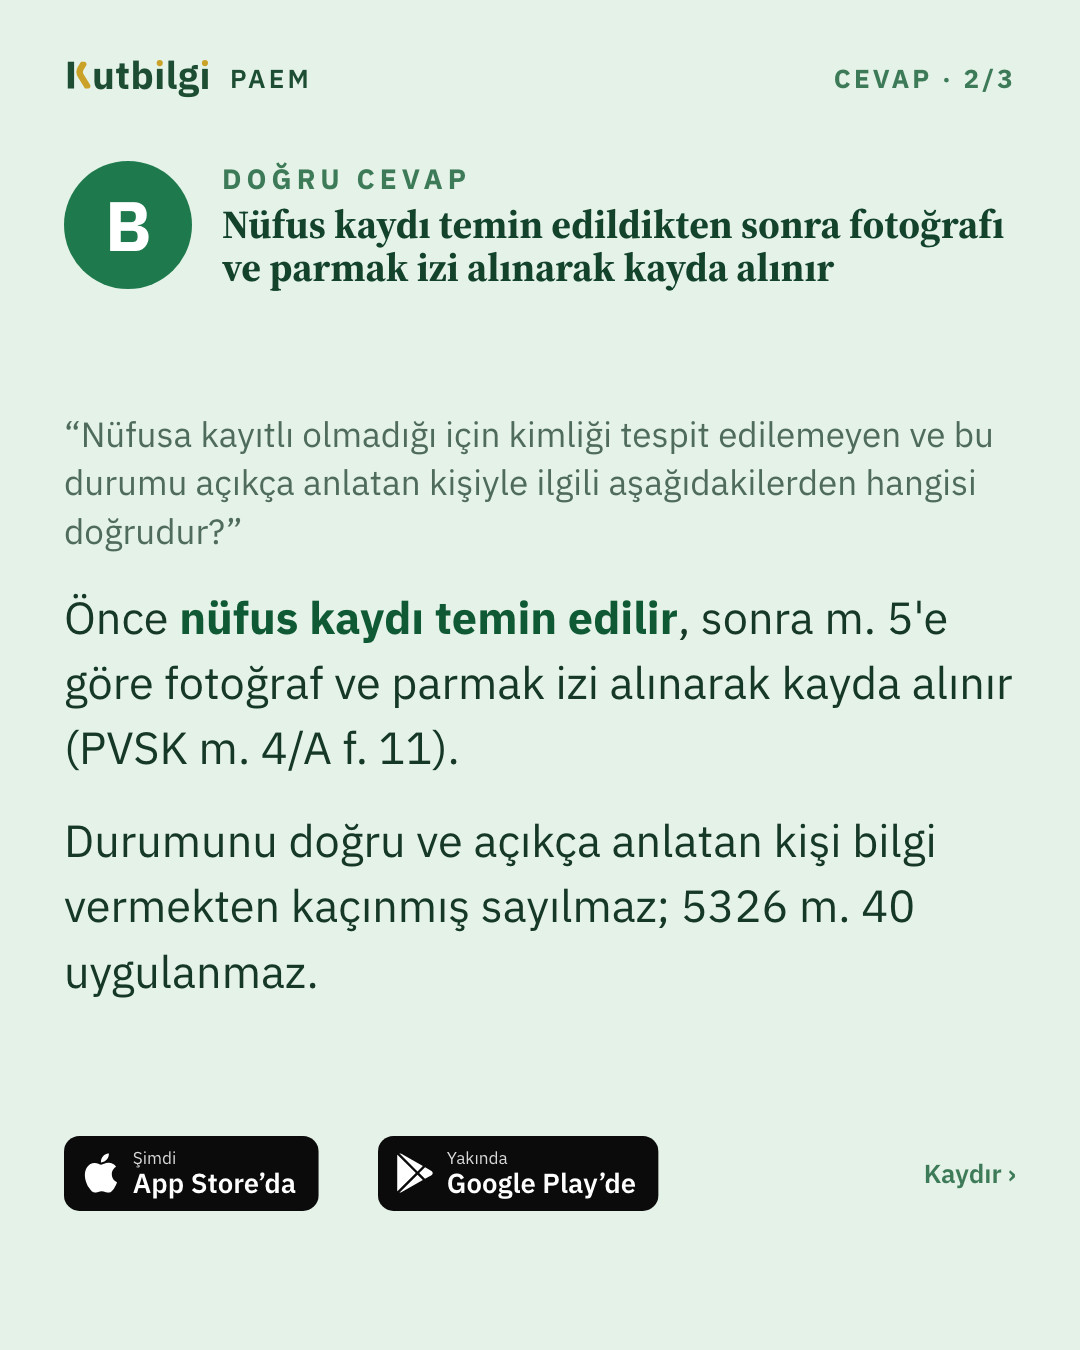 Kutbilgi PAEM
CEVAP · 2/3
B
DOĞRU CEVAP
Nüfus kaydı temin edildikten sonra fotoğrafı
ve parmak izi alınarak kayda alınır
“Nüfusa kayıtlı olmadığı için kimliği tespit edilemeyen ve bu
durumu açıkça anlatan kişiyle ilgili aşağıdakilerden hangisi
doğrudur?”
Önce nüfus kaydı temin edilir, sonra m. 5'e
göre fotoğraf ve parmak izi alınarak kayda alınır
(PVSK m. 4/A f. 11).
Durumunu doğru ve açıkça anlatan kişi bilgi
vermekten kaçınmış sayılmaz; 5326 m. 40
uygulanmaz.
Şimdi
App Store’da
Yakında
Google Play’de
Kaydır ›